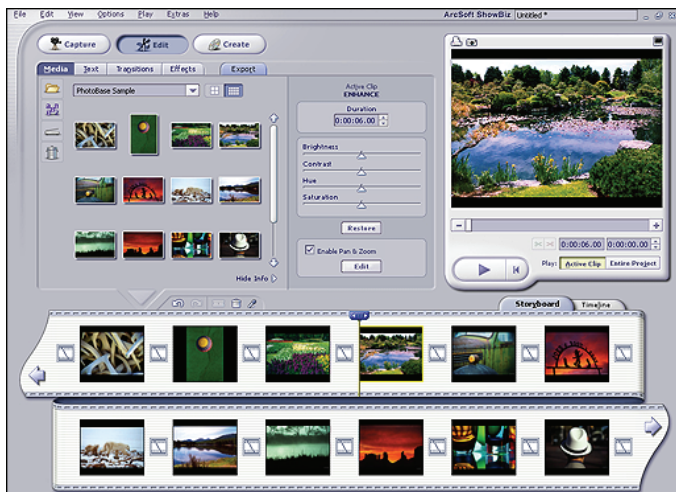 File Edit View Options Play Extras Help ArcSoft ShowBiz Untitled *
Capture Edit Create
Media Text Transitions Effects Export
PhotoBase Sample
Active Clip
ENHANCE
Duration
0:00:06.00
Brightness
Contrast
Hue
Saturation
Restore
Enable Pan & Zoom
Edit
Hide Info
0:00:06.00 0:00:00.00
Play: Active Clip Entire Project
Storyboard Timeline